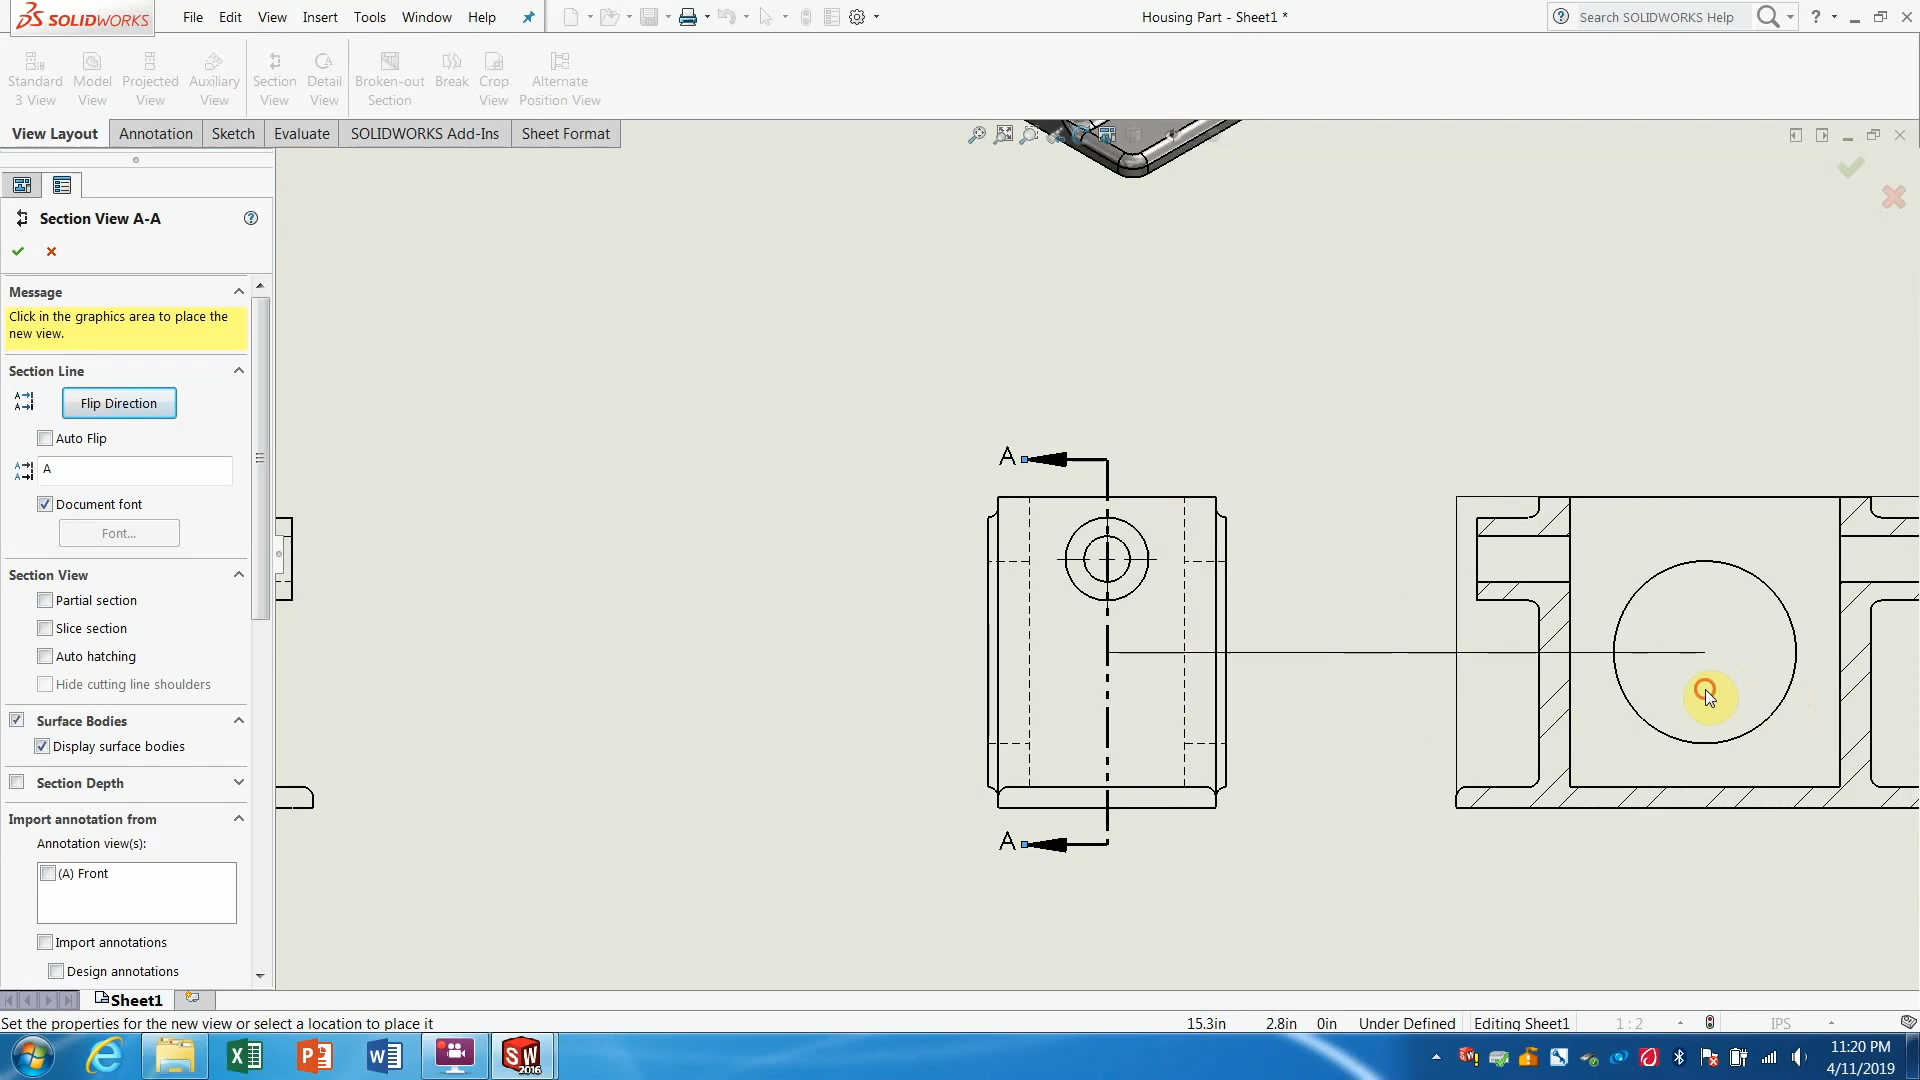 SOLIDWORKS File Edit View Insert Tools Window Help Housing Part - Sheet1 * Search SOLIDWORKS Help
Standard 3 View
Model View
Projected View
Auxiliary View
Section View
Detail View
Broken-out Section
Break
Crop View
Alternate Position View
View Layout Annotation Sketch Evaluate SOLIDWORKS Add-Ins Sheet Format
Section View A-A
Message
Click in the graphics area to place the
new view.
Section Line
Flip Direction
Auto Flip
A
Document font
Font...
Section View
Partial section
Slice section
Auto hatching
Hide cutting line shoulders
Surface Bodies
Display surface bodies
Section Depth
Import annotation from
Annotation view(s):
(A) Front
Import annotations
Design annotations
A
A
Sheet1
Set the properties for the new view or select a location to place it 15.3in 2.8in 0in Under Defined Editing Sheet1 1 : 2 IPS
SW 2016
11:20 PM
4/11/2019